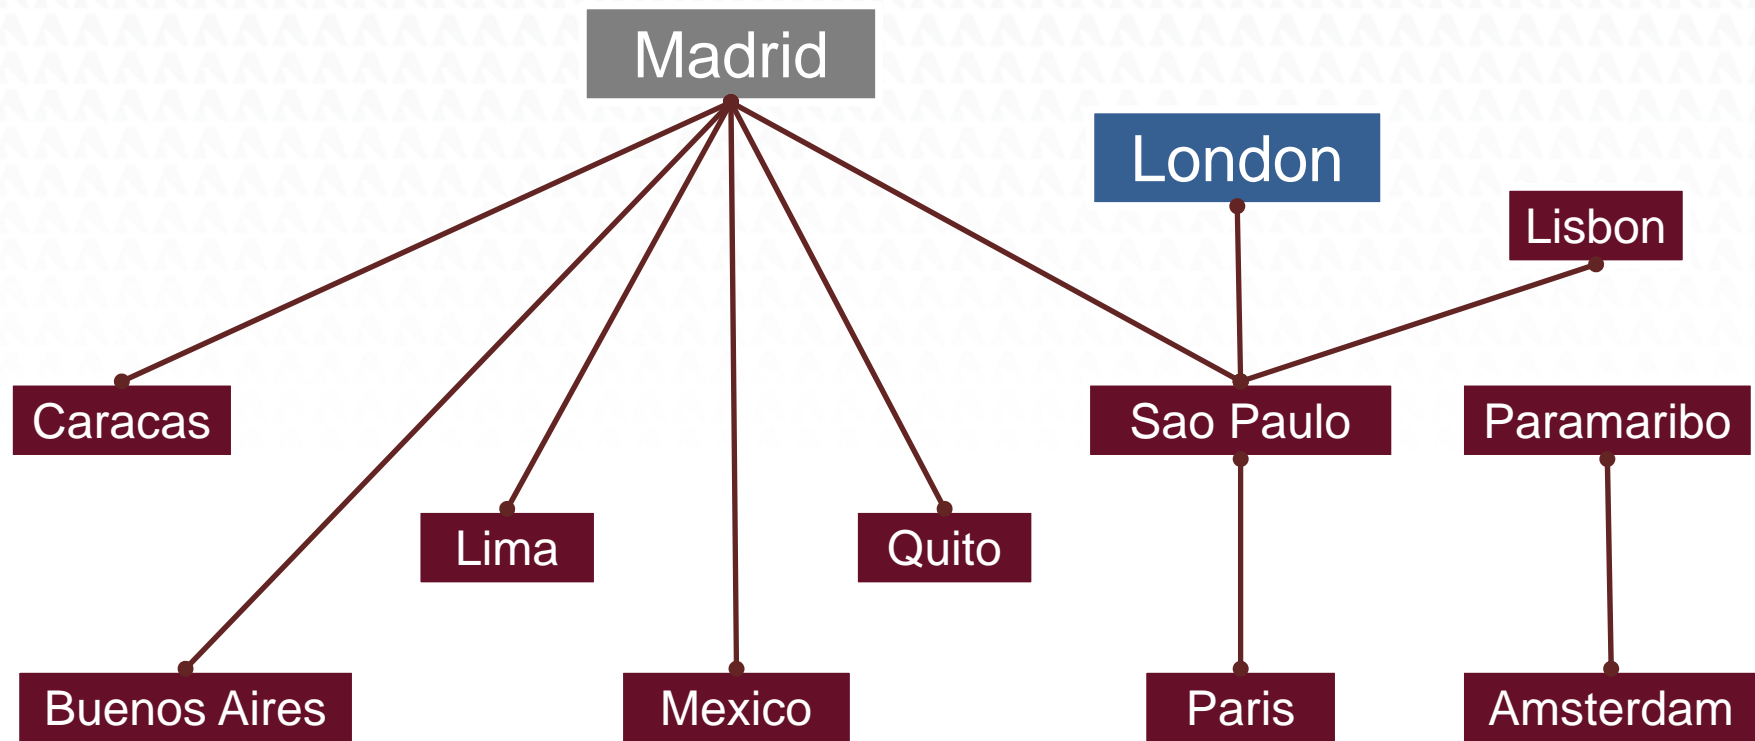 Madrid
London
Lisbon
Caracas
Sao Paulo
Paramaribo
Lima
Quito
Buenos Aires
Mexico
Paris
Amsterdam